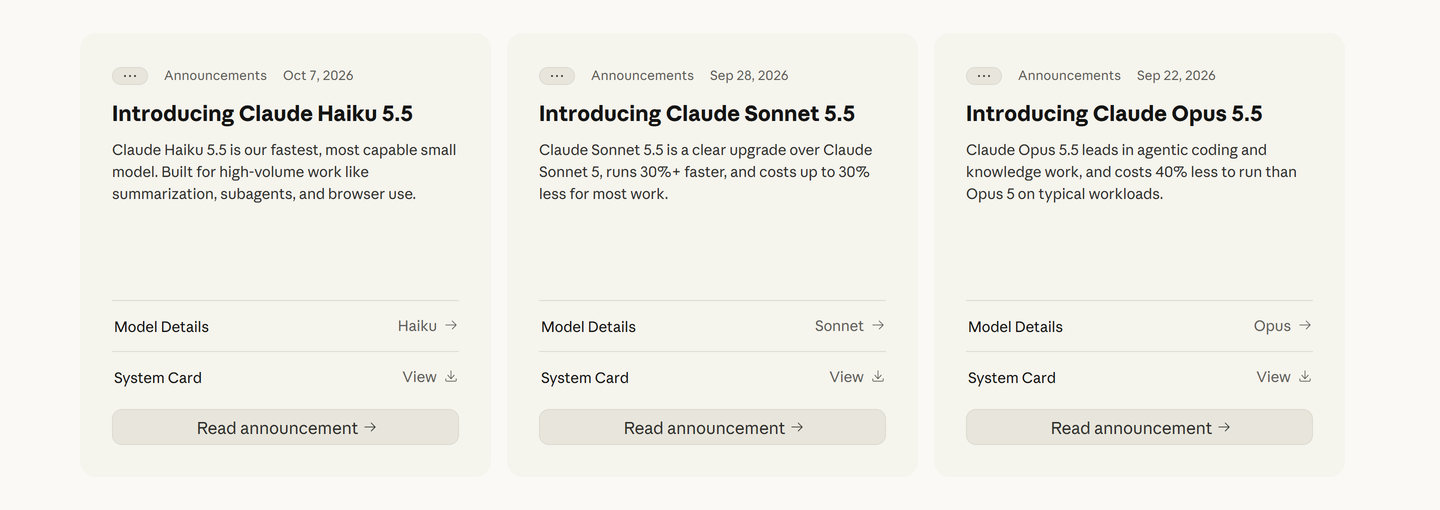 ··· Announcements Oct 7, 2026
Introducing Claude Haiku 5.5
Claude Haiku 5.5 is our fastest, most capable small
model. Built for high-volume work like
summarization, subagents, and browser use.
Model Details Haiku →
System Card View
Read announcement →
··· Announcements Sep 28, 2026
Introducing Claude Sonnet 5.5
Claude Sonnet 5.5 is a clear upgrade over Claude
Sonnet 5, runs 30%+ faster, and costs up to 30%
less for most work.
Model Details Sonnet →
System Card View
Read announcement →
··· Announcements Sep 22, 2026
Introducing Claude Opus 5.5
Claude Opus 5.5 leads in agentic coding and
knowledge work, and costs 40% less to run than
Opus 5 on typical workloads.
Model Details Opus →
System Card View
Read announcement →